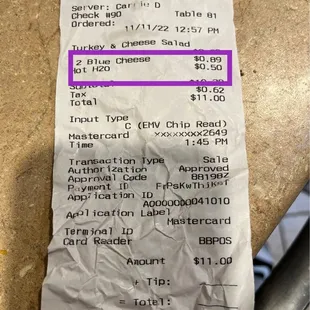 Server: Carrie D
Check #90 Table 81
Ordered: 11/11/22 12:57 PM
Turkey & Cheese Salad
2 Blue Cheese $0.89
Hot H2O $0.50
Subtotal
Tax $0.62
Total $11.00
Input Type
C (EMV Chip Read)
Mastercard xxxxxxxx2649
Time 1:45 PM
Transaction Type Sale
Authorization Approved
Approval Code
Payment ID
Application ID
A0000000041010
Application Label
Mastercard
Terminal ID
Card Reader BBPOS
Amount $11.00
+ Tip:
= Total: